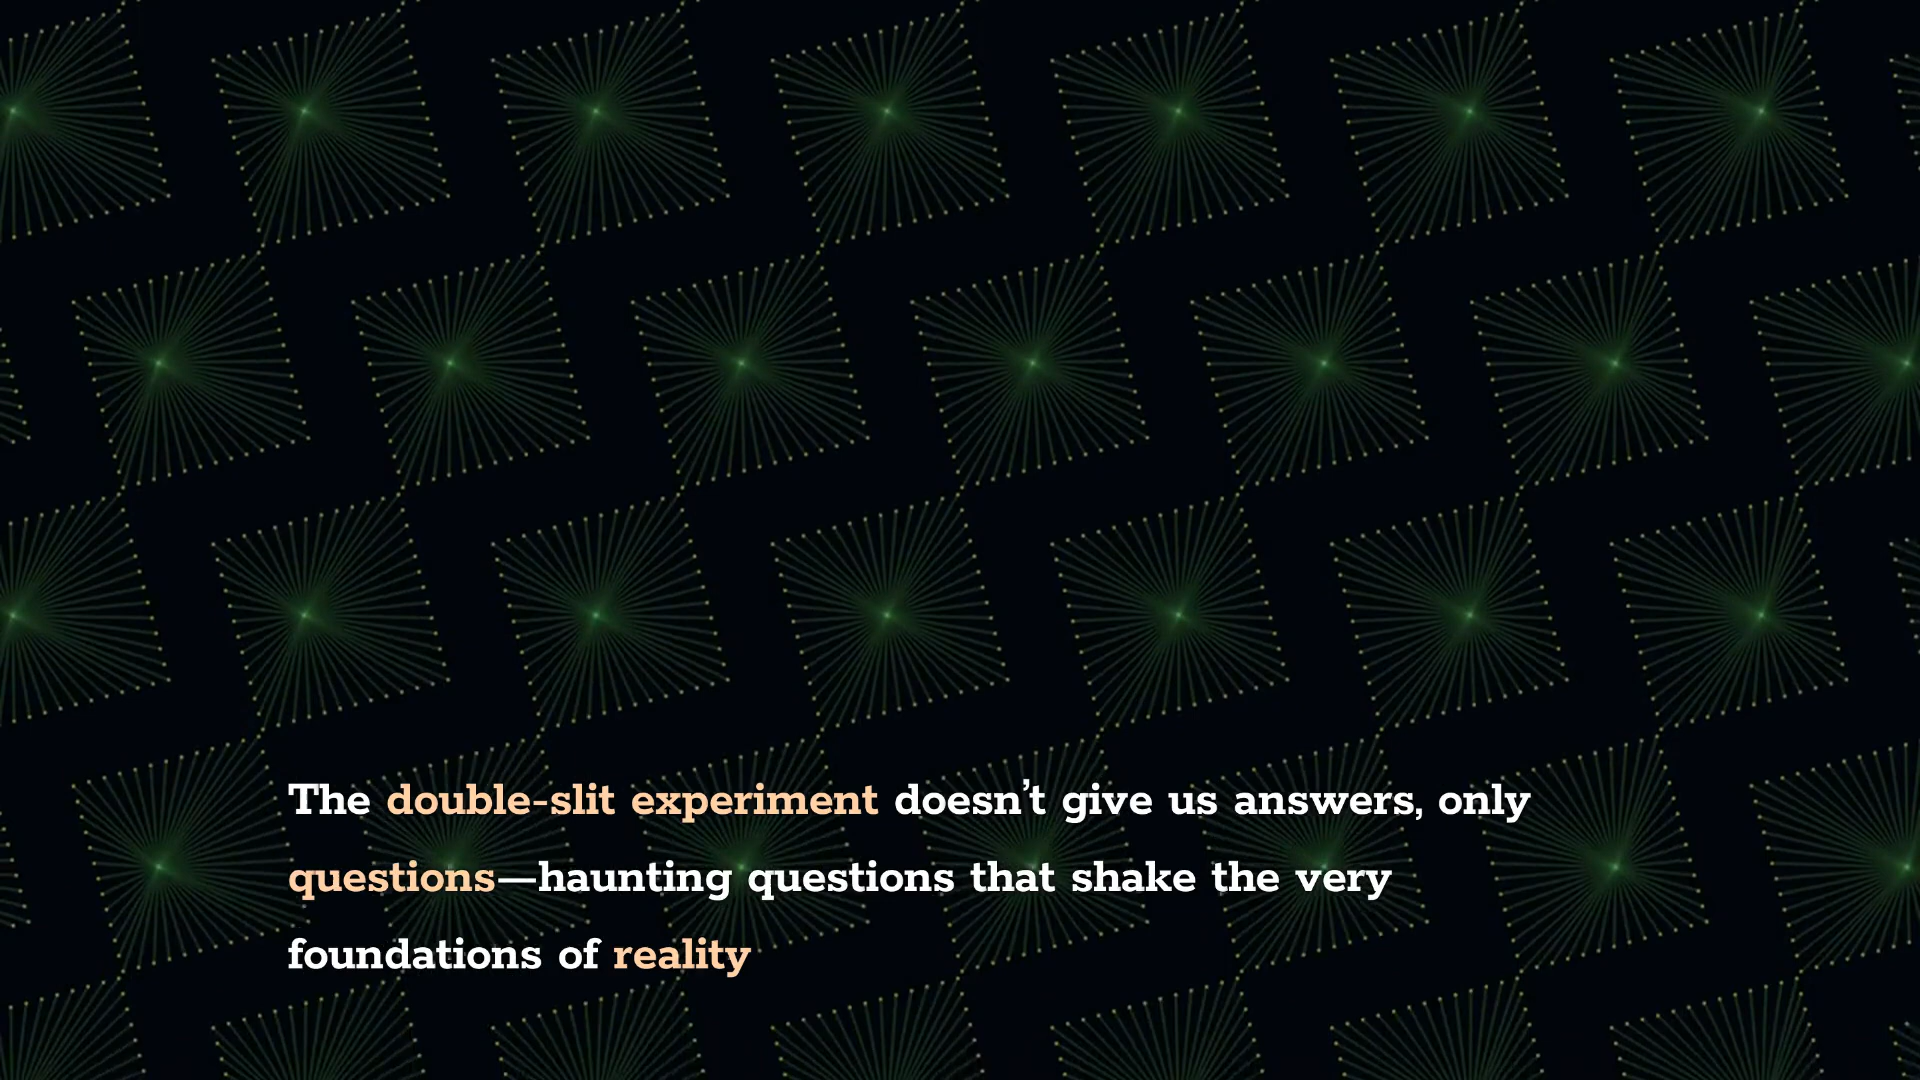 The double-slit experiment doesn’t give us answers, only
questions—haunting questions that shake the very
foundations of reality